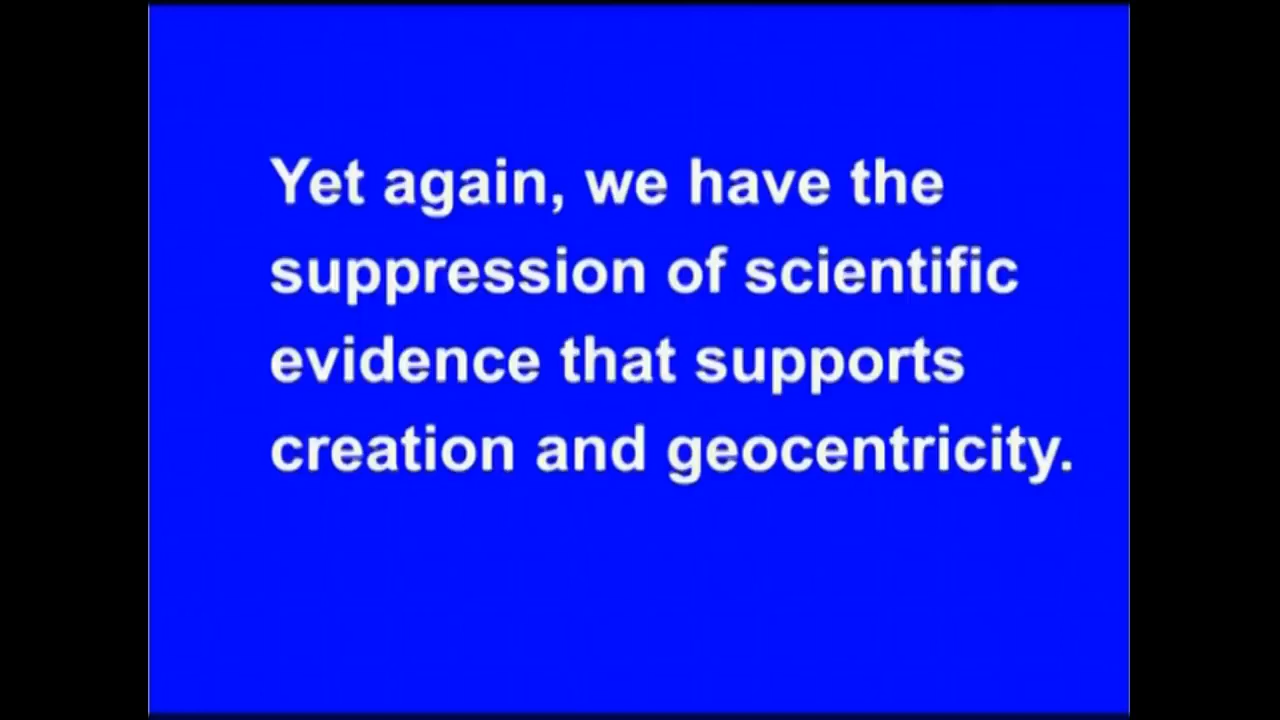 Yet again, we have the
suppression of scientific
evidence that supports
creation and geocentricity.